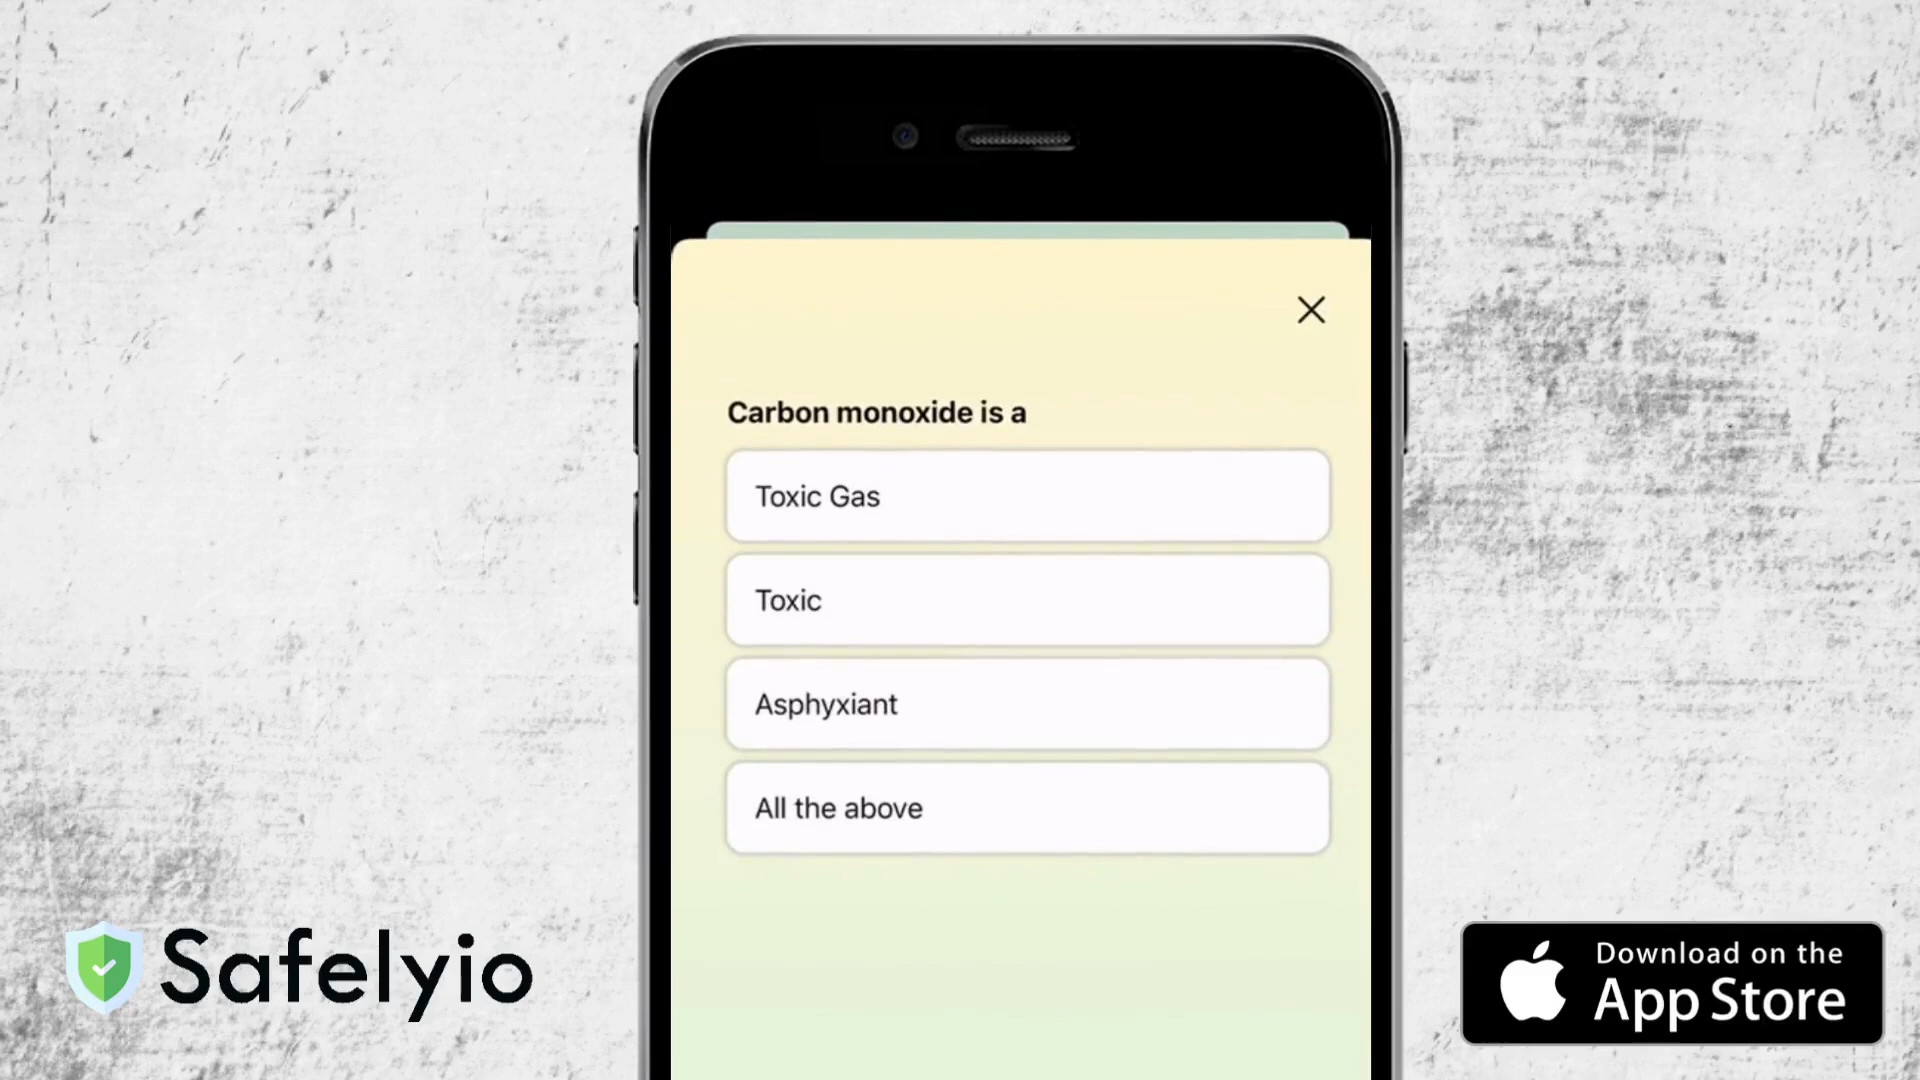 Carbon monoxide is a
Toxic Gas
Toxic
Asphyxiant
All the above
Safelyio
Download on the
App Store